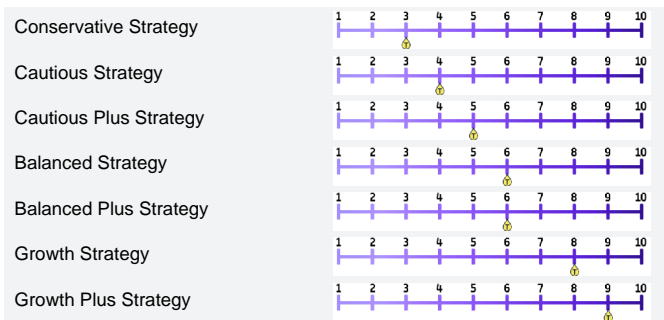 Conservative Strategy 1 2 3 4 5 6 7 8 9 10
T
Cautious Strategy 1 2 3 4 5 6 7 8 9 10
T
Cautious Plus Strategy 1 2 3 4 5 6 7 8 9 10
T
Balanced Strategy 1 2 3 4 5 6 7 8 9 10
T
Balanced Plus Strategy 1 2 3 4 5 6 7 8 9 10
T
Growth Strategy 1 2 3 4 5 6 7 8 9 10
T
Growth Plus Strategy 1 2 3 4 5 6 7 8 9 10
T